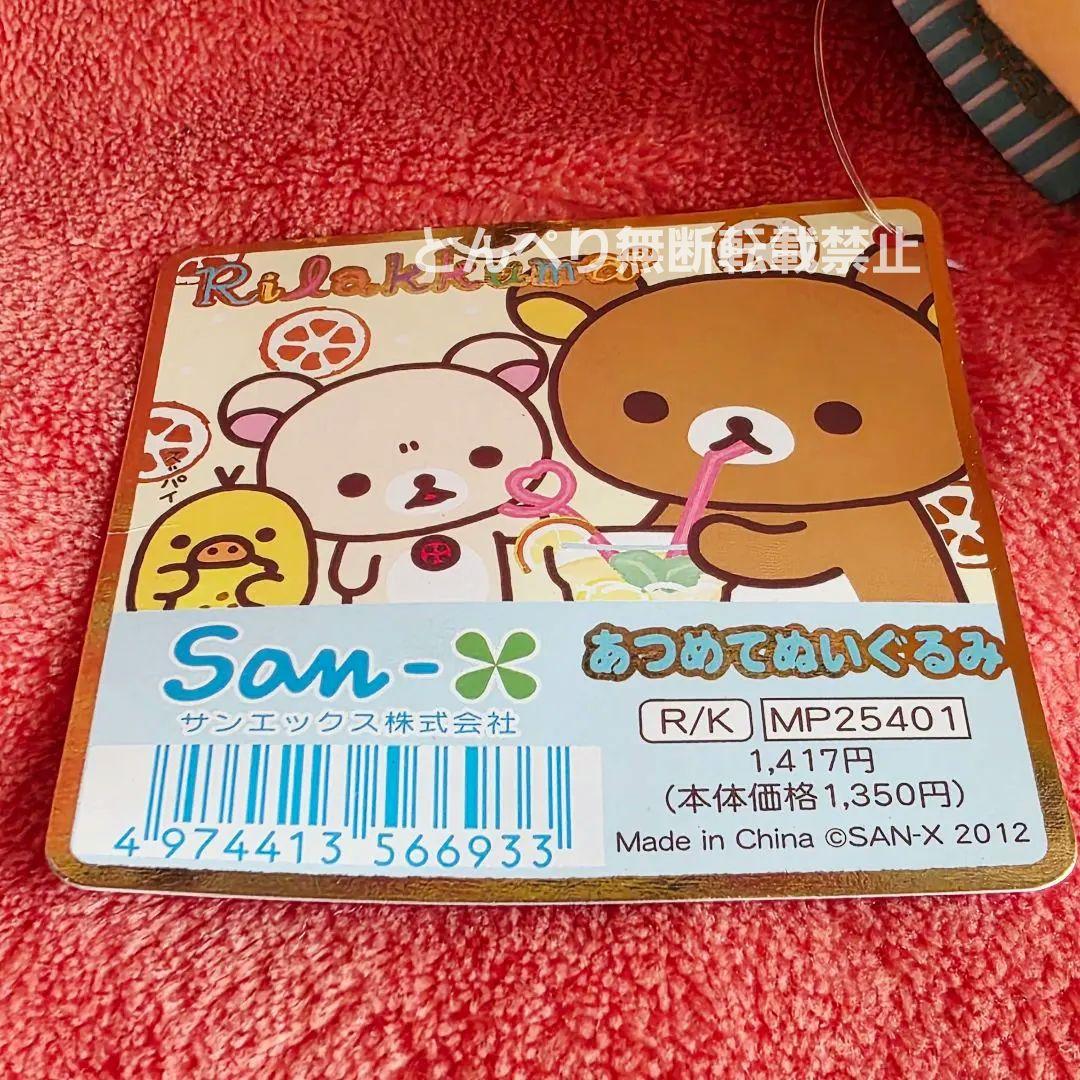 とんぺり無断転載禁止
Rilakkuma
スパイ
San-X
サンエックス株式会社
あつめてぬいぐるみ
R/K MP25401
1,417円
(本体価格1,350円)
Made in China ©SAN-X 2012
4 974413 566933